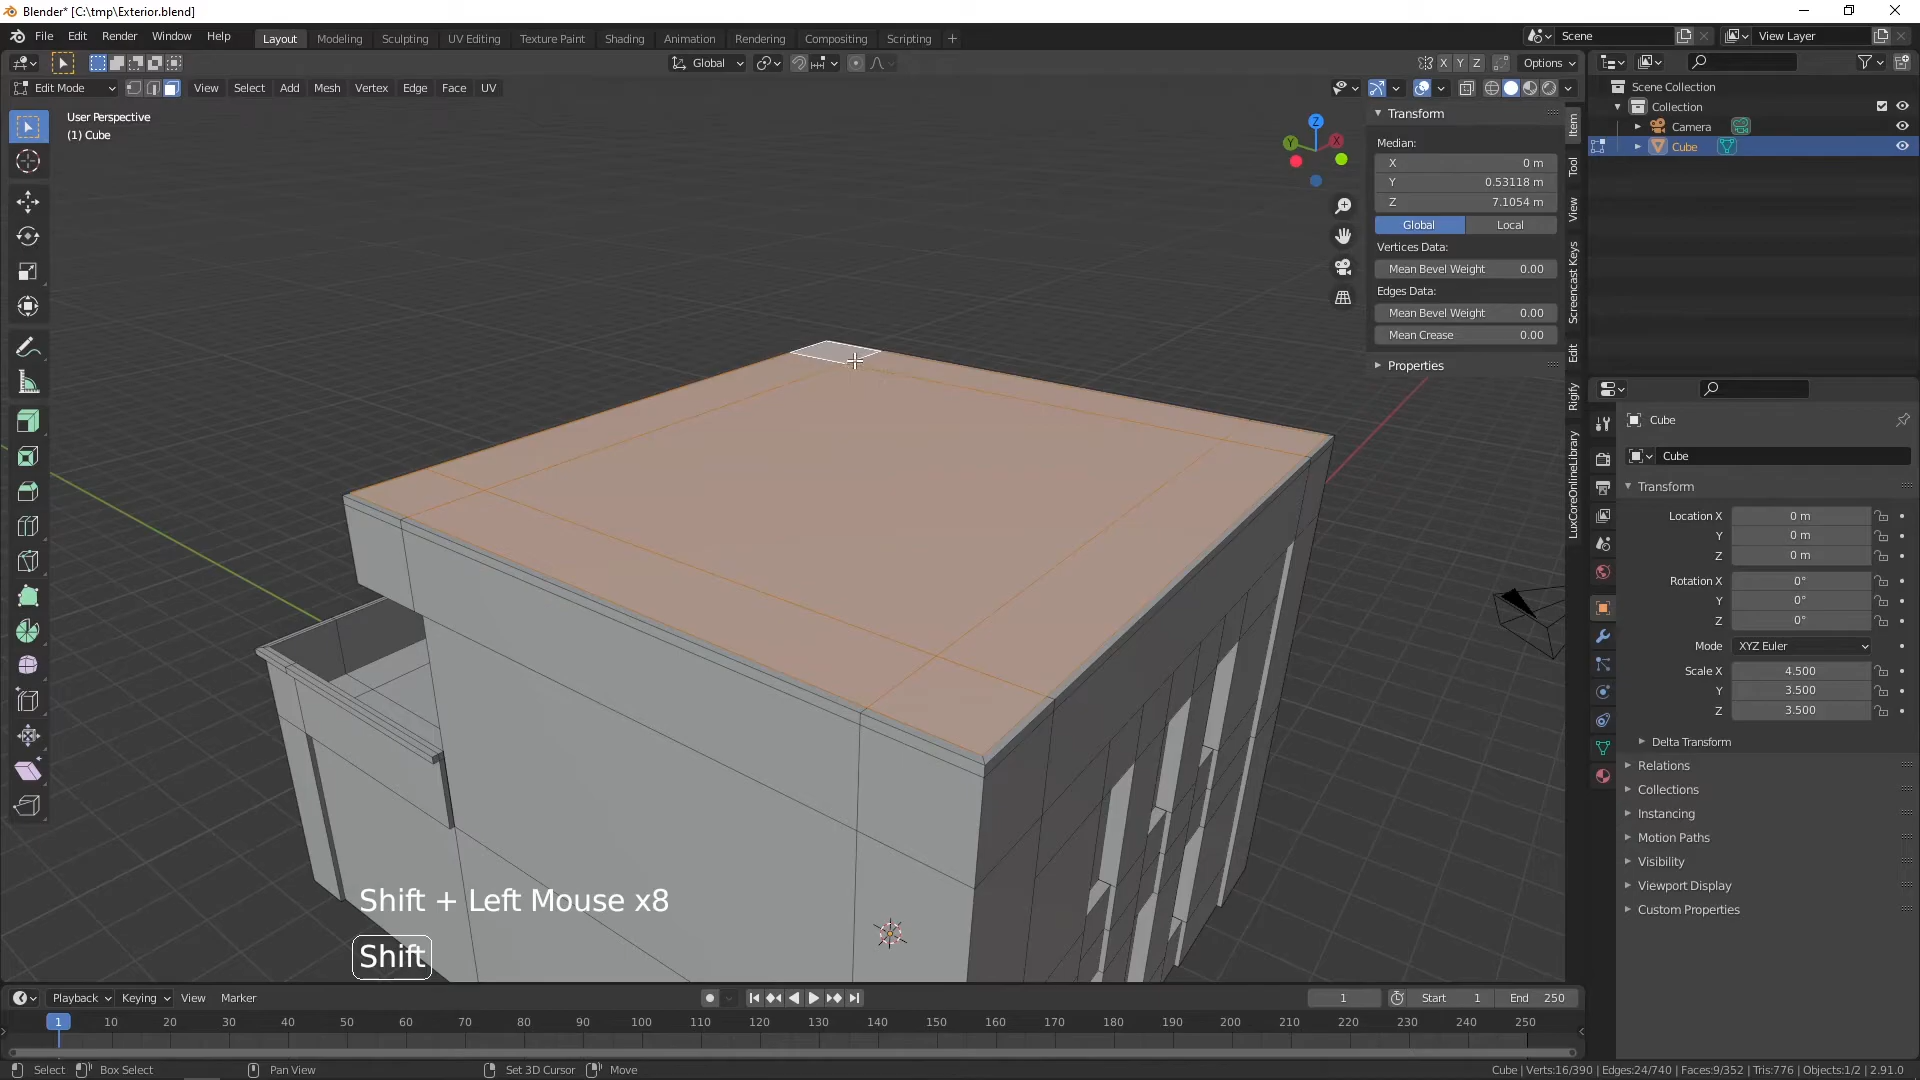 Blender* [C:\tmp\Exterior.blend]
File Edit Render Window Help
Layout Modeling Sculpting UV Editing Texture Paint Shading Animation Rendering Compositing Scripting +
Scene
View Layer
Global
X Y Z
Options
Edit Mode
View Select Add Mesh Vertex Edge Face UV
User Perspective
(1) Cube
Z
Y
X
Transform
Median:
X 0 m
Y 0.53118 m
Z 7.1054 m
Global Local
Vertices Data:
Mean Bevel Weight 0.00
Edges Data:
Mean Bevel Weight 0.00
Mean Crease 0.00
Properties
Item
Tool
View
Screencast Keys
Edit
Rigify
LuxCoreOnlineLibrary
Scene Collection
Collection
Camera
Cube
Cube
Cube
Transform
Location X 0 m
Y 0 m
Z 0 m
Rotation X 0°
Y 0°
Z 0°
Mode XYZ Euler
Scale X 4.500
Y 3.500
Z 3.500
Delta Transform
Relations
Collections
Instancing
Motion Paths
Visibility
Viewport Display
Custom Properties
Shift + Left Mouse x8
Shift
Playback Keying View Marker
1 Start 1 End 250
1 10 20 30 40 50 60 70 80 90 100 110 120 130 140 150 160 170 180 190 200 210 220 230 240 250
Select Box Select Pan View Set 3D Cursor Move
Cube | Verts:16/390 | Edges:24/740 | Faces:9/352 | Tris:776 | Objects:1/2 | 2.91.0